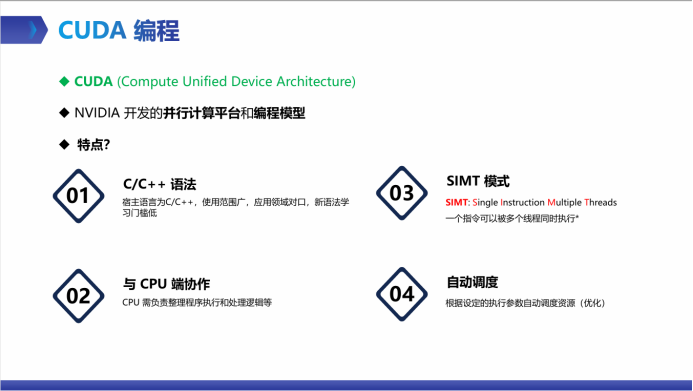 CUDA 编程
◆ CUDA (Compute Unified Device Architecture)
◆ NVIDIA 开发的并行计算平台和编程模型
◆ 特点?
01
C/C++ 语法
宿主语言为C/C++，使用范围广，应用领域对口，新语法学
习门槛低
02
与 CPU 端协作
CPU 需负责整理程序执行和处理逻辑等
03
SIMT 模式
SIMT: Single Instruction Multiple Threads
一个指令可以被多个线程同时执行*
04
自动调度
根据设定的执行参数自动调度资源（优化）